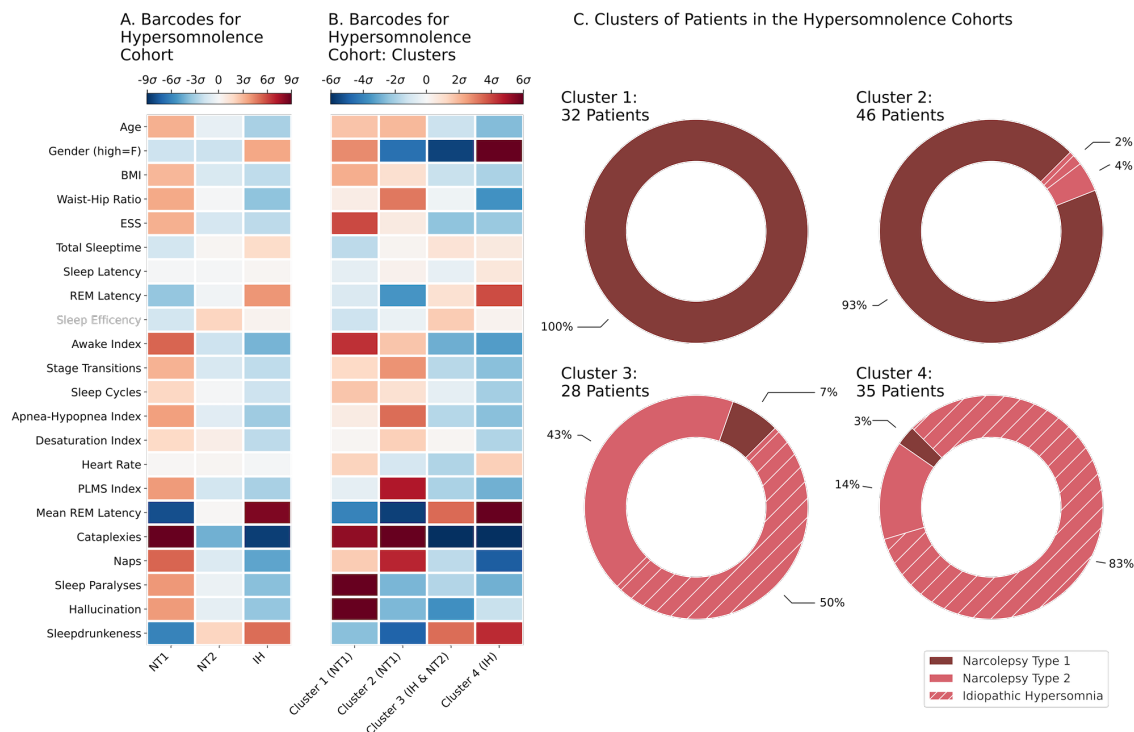 A. Barcodes for
Hypersomnolence
Cohort
B. Barcodes for
Hypersomnolence
Cohort: Clusters
C. Clusters of Patients in the Hypersomnolence Cohorts
-9σ -6σ -3σ 0 3σ 6σ 9σ
-6σ -4σ -2σ 0 2σ 4σ 6σ
Age
Gender (high=F)
BMI
Waist-Hip Ratio
ESS
Total Sleeptime
Sleep Latency
REM Latency
Sleep Efficency
Awake Index
Stage Transitions
Sleep Cycles
Apnea-Hypopnea Index
Desaturation Index
Heart Rate
PLMS Index
Mean REM Latency
Cataplexies
Naps
Sleep Paralyses
Hallucination
Sleepdrunkeness
NT1
NT2
IH
Cluster 1 (NT1)
Cluster 2 (NT1)
Cluster 3 (IH & NT2)
Cluster 4 (IH)
Cluster 1:
32 Patients
100%
Cluster 2:
46 Patients
2%
4%
93%
Cluster 3:
28 Patients
7%
43%
50%
Cluster 4:
35 Patients
3%
14%
83%
Narcolepsy Type 1
Narcolepsy Type 2
Idiopathic Hypersomnia